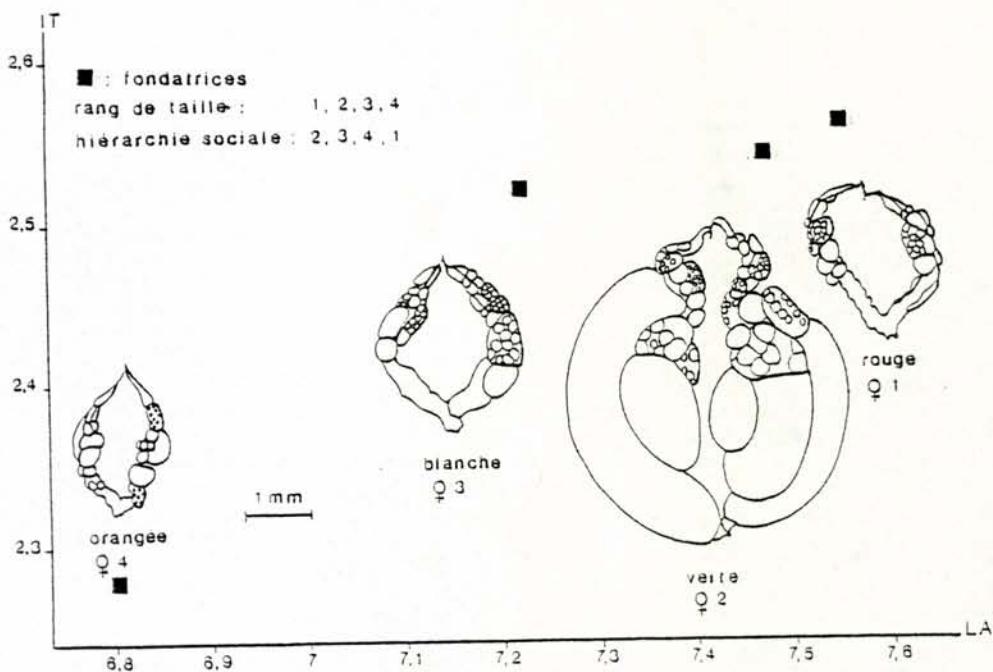 IT
2,6
■ : fondatrices
rang de taille : 1, 2, 3, 4
hiérarchie sociale : 2, 3, 4, 1
2,5
rouge
♀ 1
2,4
blanche
♀ 3
1 mm
orangée
♀ 4
verte
♀ 2
2,3
LA
6,8 6,9 7 7,1 7,2 7,3 7,4 7,5 7,6